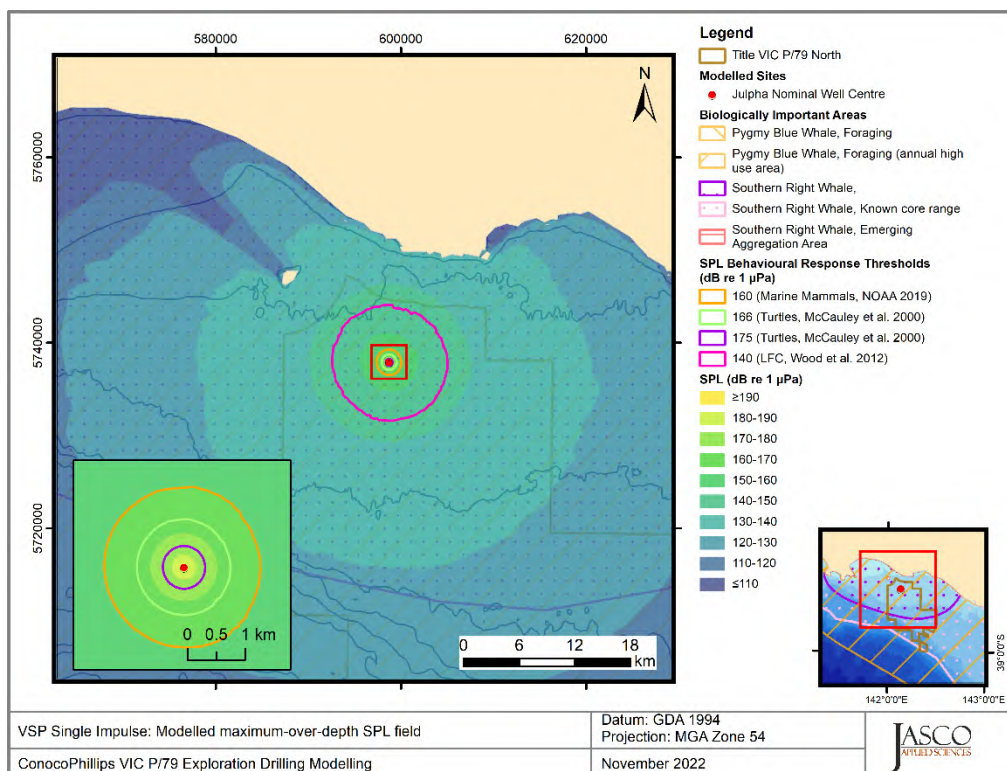 580000 600000 620000
5760000
5740000
5720000
N
0 0.5 1 km
0 6 12 18
km
Legend
Title VIC P/79 North
Modelled Sites
Julpha Nominal Well Centre
Biologically Important Areas
Pygmy Blue Whale, Foraging
Pygmy Blue Whale, Foraging (annual high
use area)
Southern Right Whale,
Southern Right Whale, Known core range
Southern Right Whale, Emerging
Aggregation Area
SPL Behavioural Response Thresholds
(dB re 1 µPa)
160 (Marine Mammals, NOAA 2019)
166 (Turtles, McCauley et al. 2000)
175 (Turtles, McCauley et al. 2000)
140 (LFC, Wood et al. 2012)
SPL (dB re 1 µPa)
≥190
180-190
170-180
160-170
150-160
140-150
130-140
120-130
110-120
≤110
39°0'0"S
142°0'0"E 143°0'0"E
VSP Single Impulse: Modelled maximum-over-depth SPL field
ConocoPhillips VIC P/79 Exploration Drilling Modelling
Datum: GDA 1994
Projection: MGA Zone 54
November 2022
JASCO
APPLIED SCIENCES